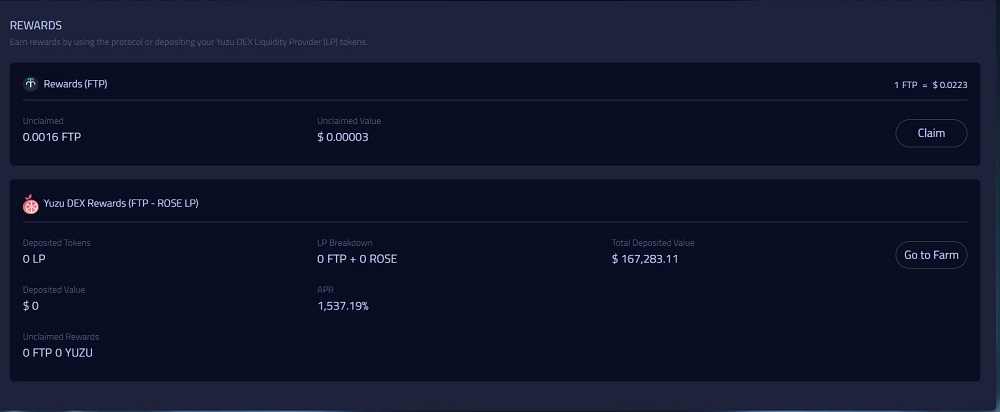 REWARDS
Earn rewards by using the protocol or depositing your Yuzu DEX Liquidity Provider (LP) tokens.
Rewards (FTP)
1 FTP = $ 0.0223
Unclaimed
Unclaimed Value
0.0016 FTP
$ 0.00003
Claim
Yuzu DEX Rewards (FTP - ROSE LP)
Deposited Tokens
LP Breakdown
Total Deposited Value
0 LP
0 FTP + 0 ROSE
$ 167,283.11
Go to Farm
Deposited Value
APR
$ 0
1,537.19%
Unclaimed Rewards
0 FTP 0 YUZU